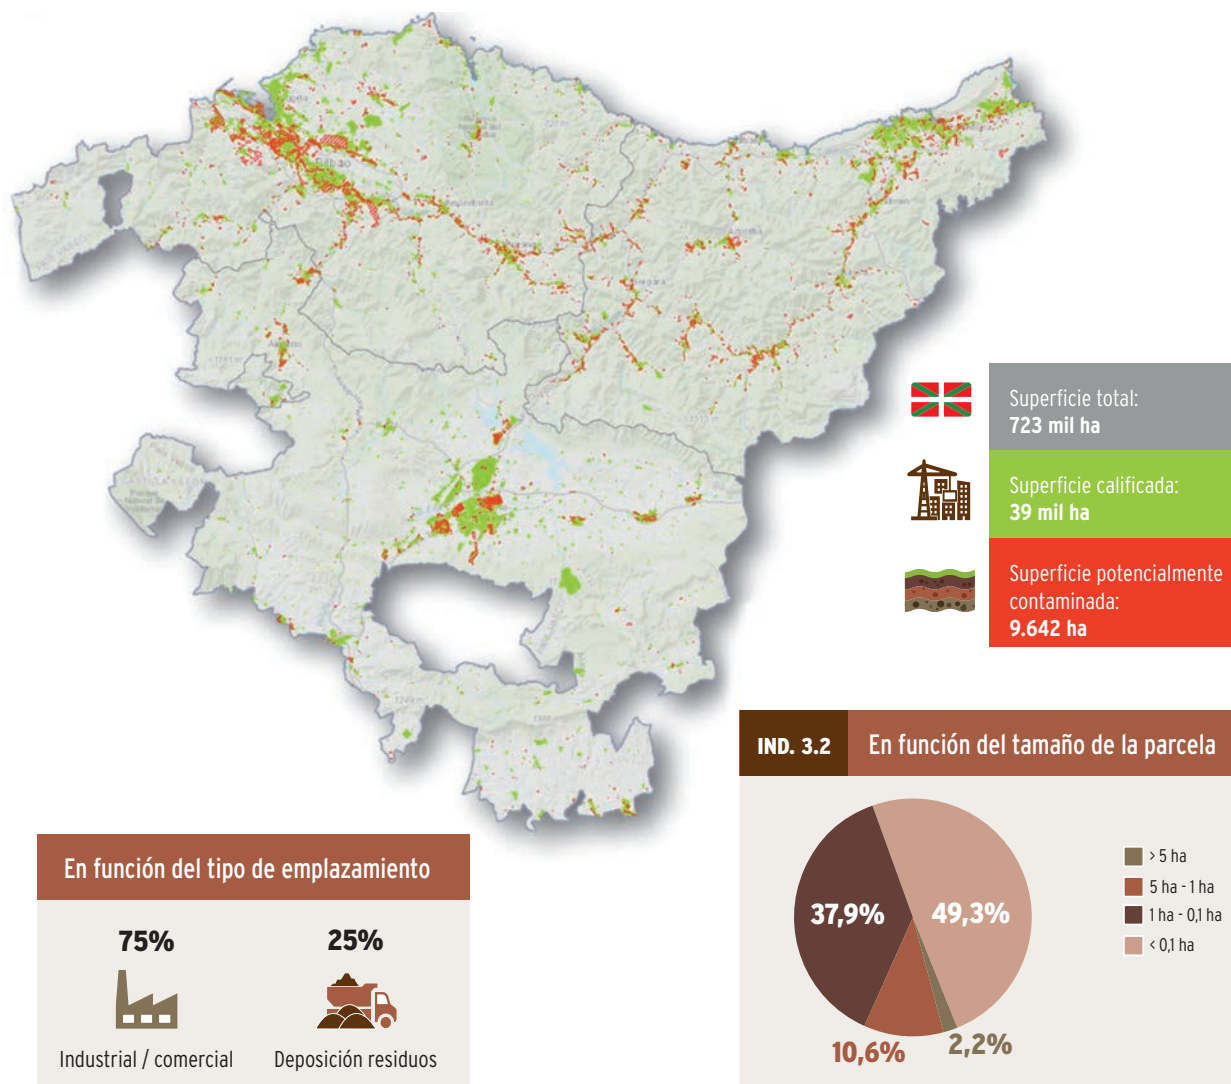 Bilbao
Superficie total:
723 mil ha
Superficie calificada:
39 mil ha
Superficie potencialmente
contaminada:
9.642 ha
IND. 3.2
En función del tamaño de la parcela
37,9%
49,3%
10,6%
2,2%
> 5 ha
5 ha - 1 ha
1 ha - 0,1 ha
< 0,1 ha
En función del tipo de emplazamiento
75%
25%
Industrial / comercial
Deposición residuos